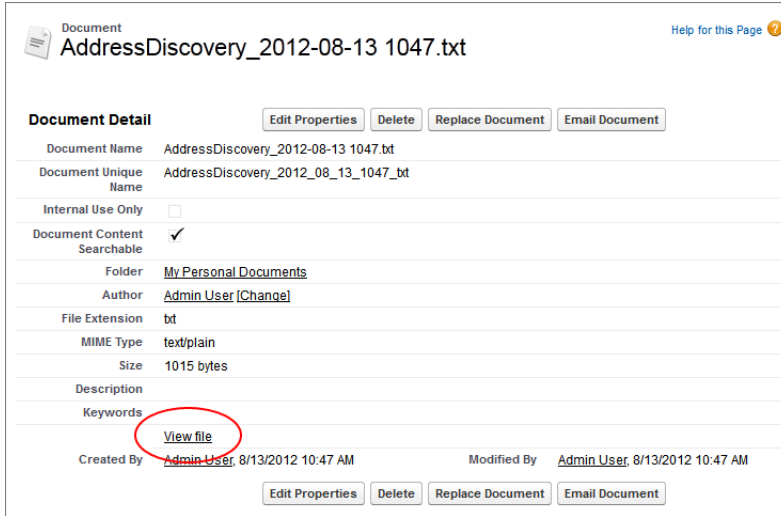 Document
AddressDiscovery_2012-08-13 1047.txt
Help for this Page ?
Document Detail
Edit Properties Delete Replace Document Email Document
Document Name AddressDiscovery_2012-08-13 1047.txt
Document Unique Name AddressDiscovery_2012_08_13_1047_txt
Internal Use Only
Document Content Searchable ✓
Folder My Personal Documents
Author Admin User [Change]
File Extension txt
MIME Type text/plain
Size 1015 bytes
Description
Keywords
View file
Created By Admin User, 8/13/2012 10:47 AM Modified By Admin User, 8/13/2012 10:47 AM
Edit Properties Delete Replace Document Email Document